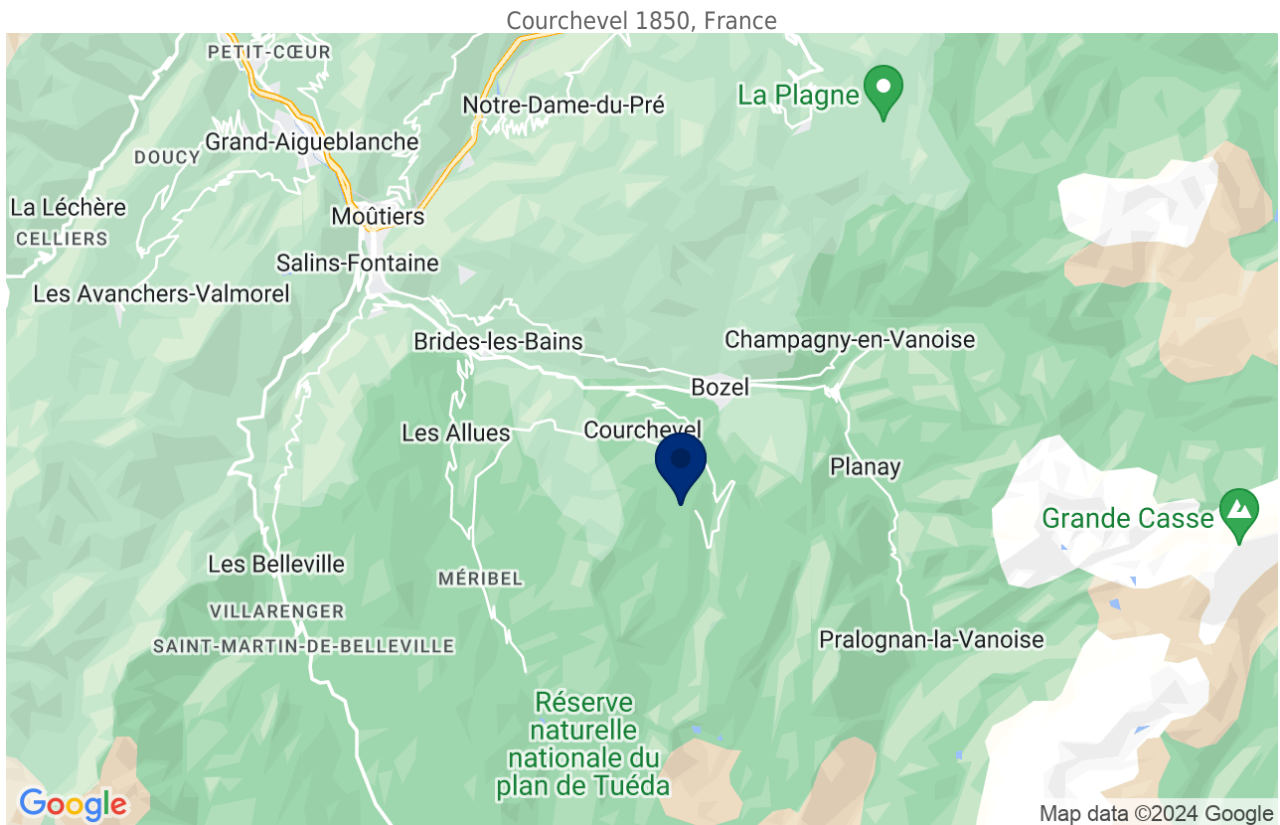 Courchevel 1850, France
PETIT-CŒUR
La Plagne
Notre-Dame-du-Pré
Grand-Aigueblanche
DOUCY
La Léchère
Moûtiers
CELLIERS
Salins-Fontaine
Les Avanchers-Valmorel
Brides-les-Bains
Champagny-en-Vanoise
Bozel
Les Allues
Courchevel
Planay
Grande Casse
Les Belleville
MÉRIBEL
VILLARENGER
Pralognan-la-Vanoise
SAINT-MARTIN-DE-BELLEVILLE
Réserve
naturelle
nationale du
plan de Tuéda
Google
Map data ©2024 Google